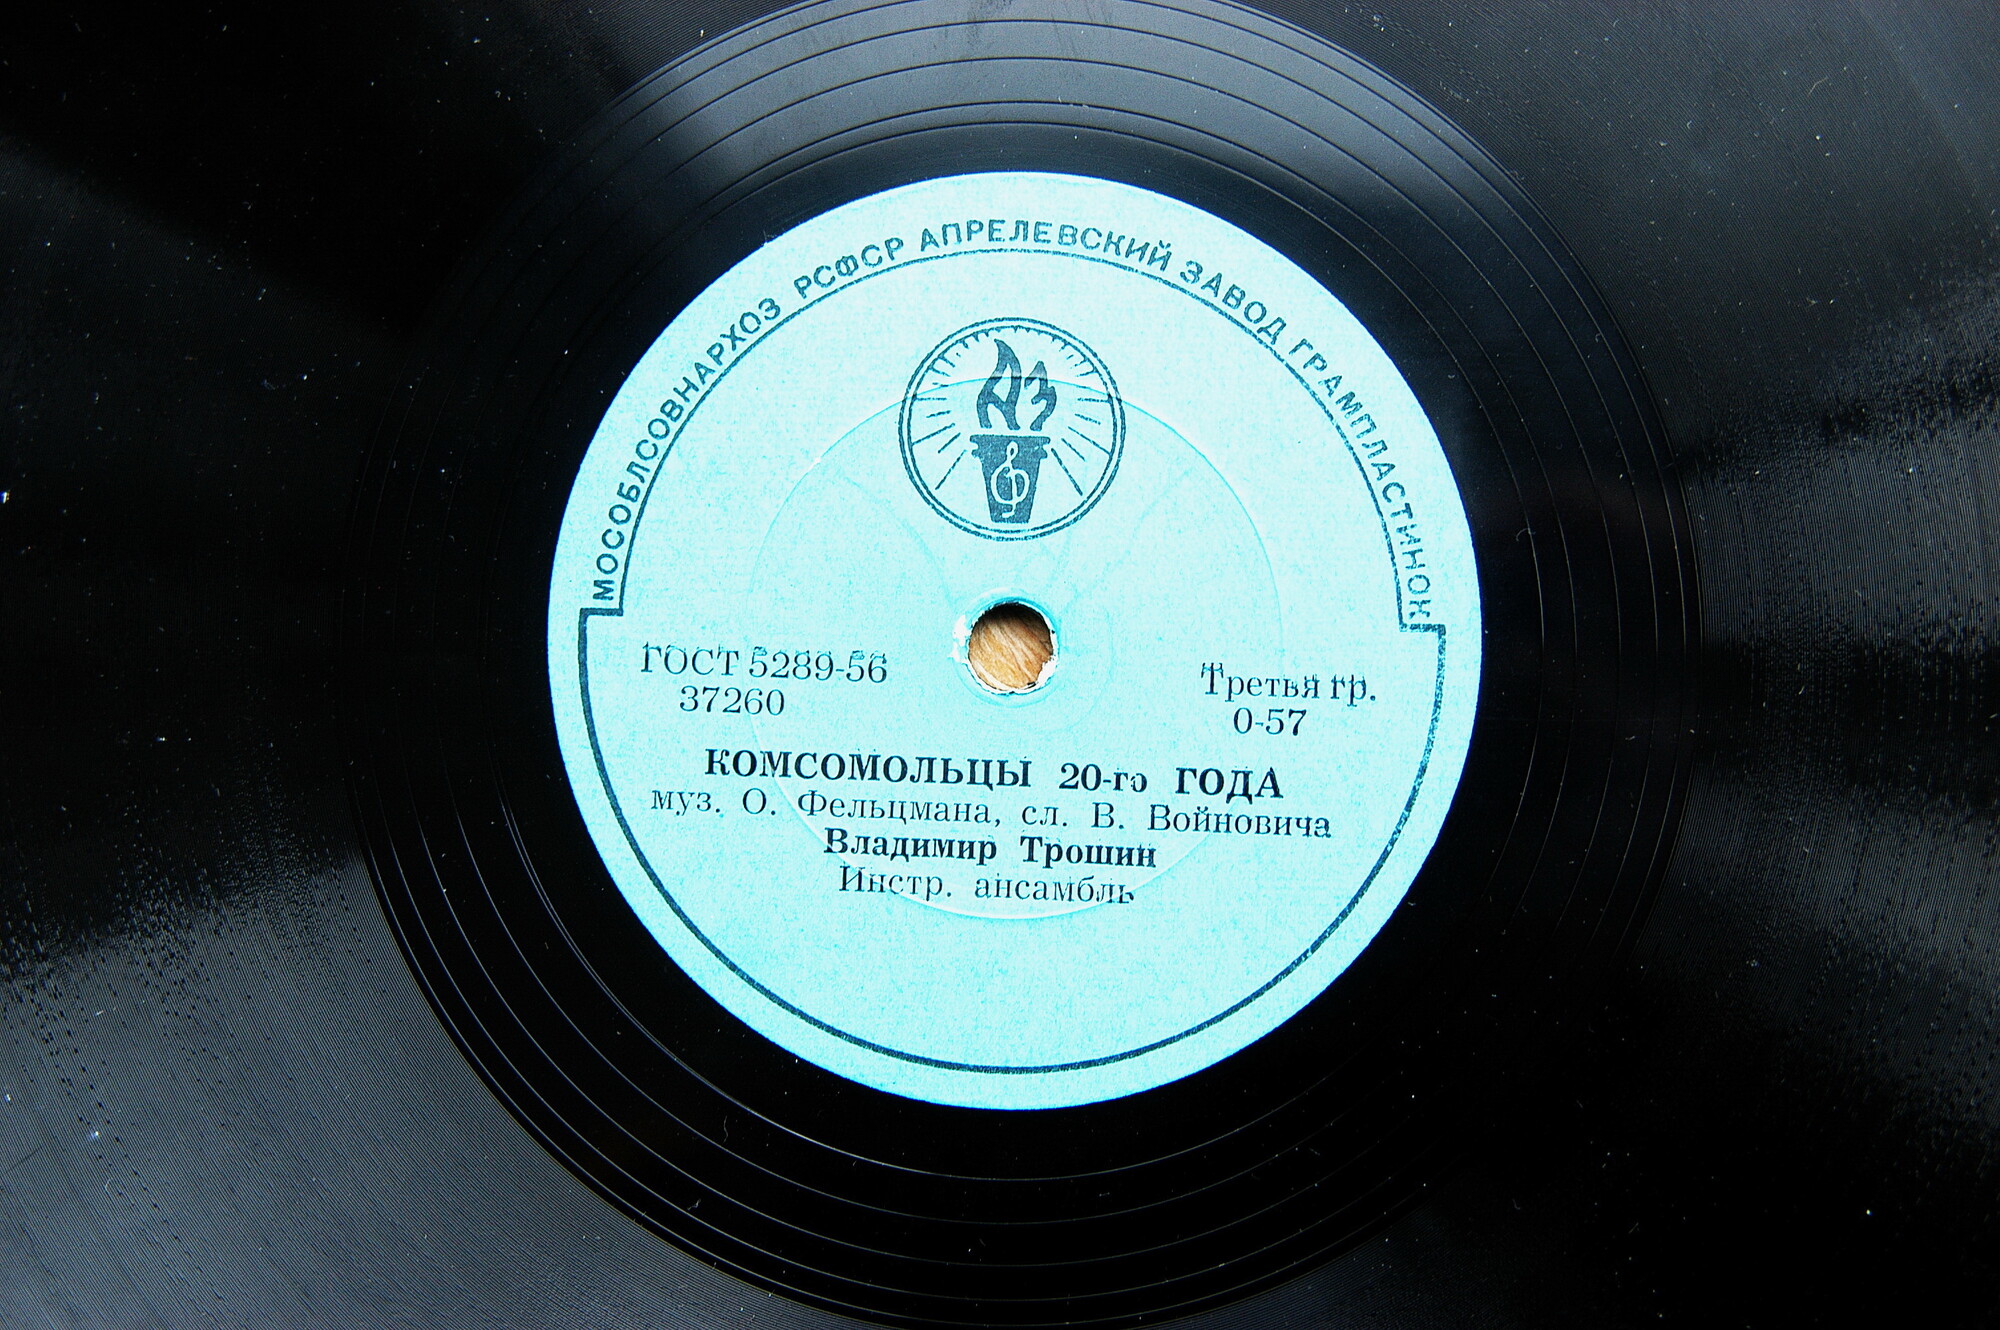 МОСОБЛСОВНАРХОЗ РСФСР АПРЕЛЕВСКИЙ ЗАВОД ГРАМПЛАСТИНОК
АЗ
ГОСТ 5289-56
37260
Третья гр.
0-57
КОМСОМОЛЬЦЫ 20-го ГОДА
муз. О. Фельцмана, сл. В. Войновича
Владимир Трошин
Инстр. ансамбль